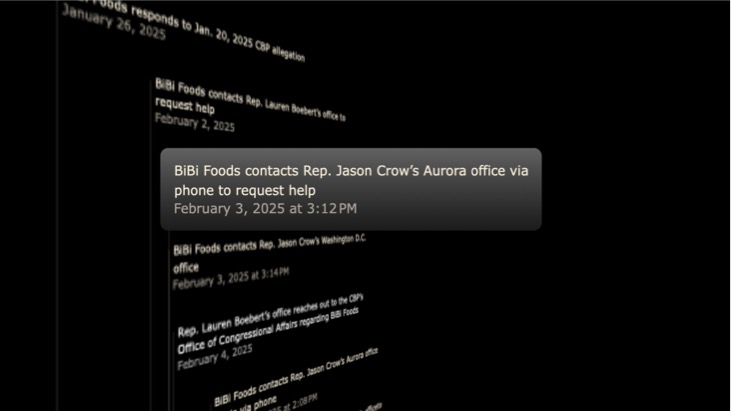 Foods responds to Jan. 20, 2025 CBP allegation
January 26, 2025
BiBi Foods contacts Rep. Lauren Boebert's office to
request help
February 2, 2025
BiBi Foods contacts Rep. Jason Crow's Aurora office via
phone to request help
February 3, 2025 at 3:12 PM
BiBi Foods contacts Rep. Jason Crow's Washington D.C.
office
February 3, 2025 at 3:14 PM
Rep. Lauren Boebert's office reaches out to the CBP's
Office of Congressional Affairs regarding BiBi Foods
February 4, 2025
BiBi Foods contacts Rep. Jason Crow's Aurora office
via phone
at 2:08 PM